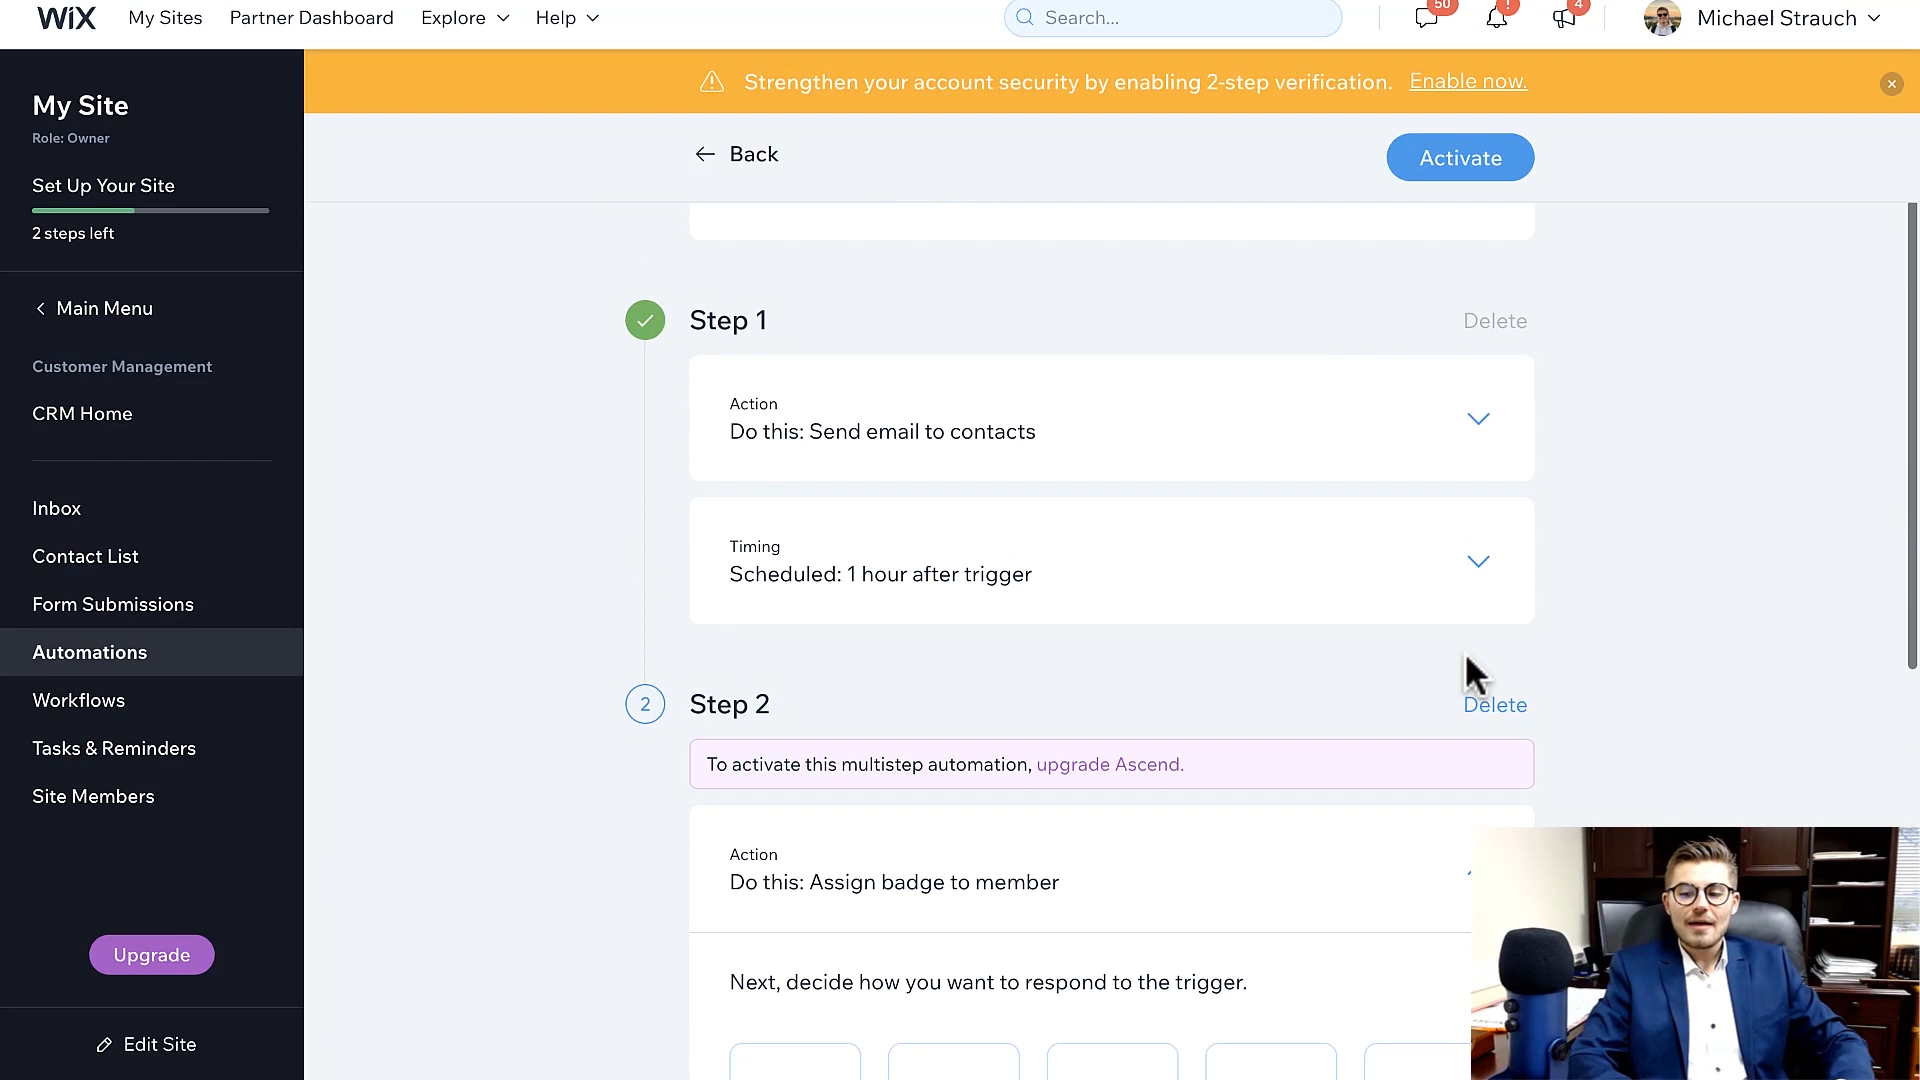 WiX
My Sites
Partner Dashboard
Explore
Help
Search...
50
!
4
Michael Strauch
My Site
Role: Owner
Set Up Your Site
2 steps left
Main Menu
Customer Management
CRM Home
Inbox
Contact List
Form Submissions
Automations
Workflows
Tasks & Reminders
Site Members
Upgrade
Edit Site
Strengthen your account security by enabling 2-step verification. Enable now.
Back
Activate
Step 1
Delete
Action
Do this: Send email to contacts
Timing
Scheduled: 1 hour after trigger
2
Step 2
Delete
To activate this multistep automation, upgrade Ascend.
Action
Do this: Assign badge to member
Next, decide how you want to respond to the trigger.